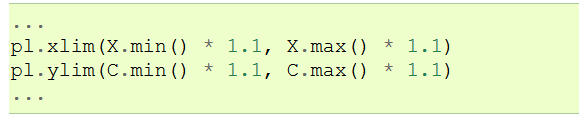 ...
pl.xlim(X.min() * 1.1, X.max() * 1.1)
pl.ylim(C.min() * 1.1, C.max() * 1.1)
...